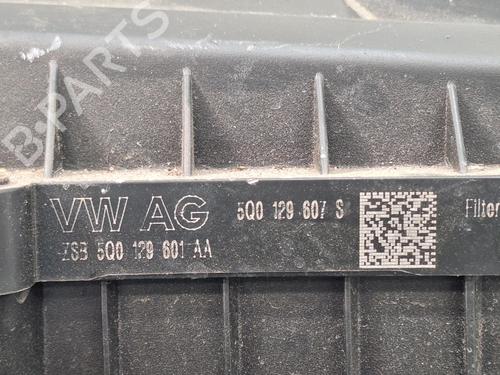 B-PARTS
VW AG 5Q0 129 607 S Filter
ZSB 5Q0 129 601 AA